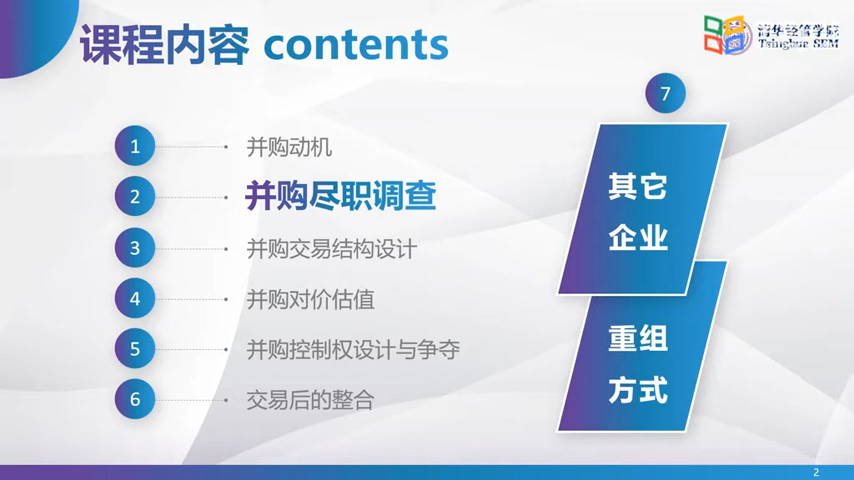 课程内容 contents
清华经管学院
Tsinghua SEM
1 并购动机
2 并购尽职调查
3 并购交易结构设计
4 并购对价估值
5 并购控制权设计与争夺
6 交易后的整合
7
其它
企业
重组
方式
2